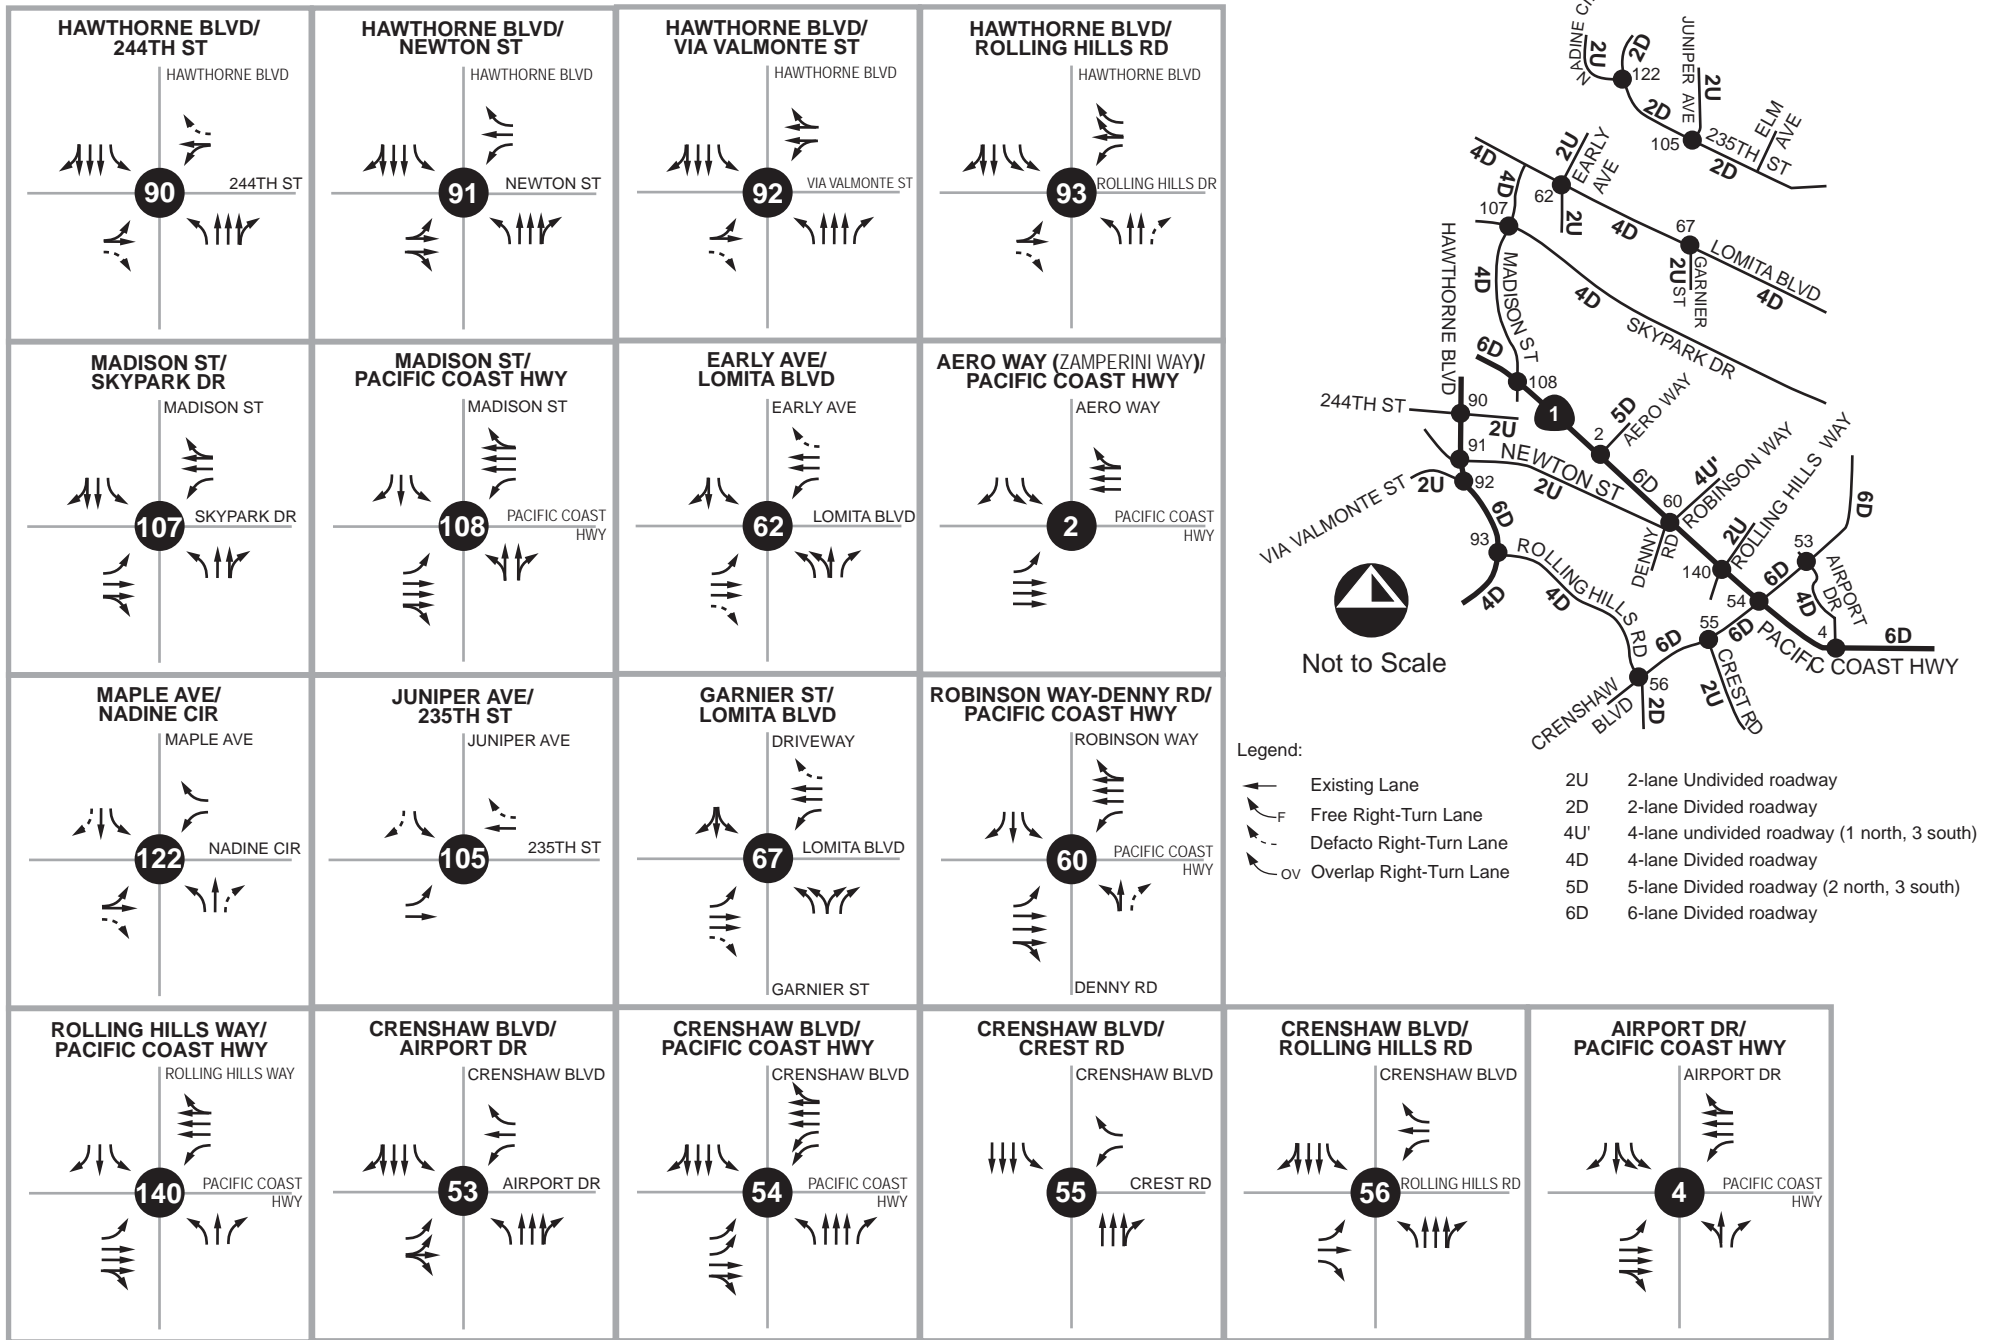 HAWTHORNE BLVD/
244TH ST
HAWTHORNE BLVD
90
244TH ST
HAWTHORNE BLVD/
NEWTON ST
HAWTHORNE BLVD
91
NEWTON ST
HAWTHORNE BLVD/
VIA VALMONTE ST
HAWTHORNE BLVD
92
VIA VALMONTE ST
HAWTHORNE BLVD/
ROLLING HILLS RD
HAWTHORNE BLVD
93
ROLLING HILLS DR
MADISON ST/
SKYPARK DR
MADISON ST
107
SKYPARK DR
MADISON ST/
PACIFIC COAST HWY
MADISON ST
108
PACIFIC COAST
HWY
EARLY AVE/
LOMITA BLVD
EARLY AVE
62
LOMITA BLVD
AERO WAY (ZAMPERINI WAY)/
PACIFIC COAST HWY
AERO WAY
2
PACIFIC COAST
HWY
MAPLE AVE/
NADINE CIR
MAPLE AVE
122
NADINE CIR
JUNIPER AVE/
235TH ST
JUNIPER AVE
105
235TH ST
GARNIER ST/
LOMITA BLVD
DRIVEWAY
67
LOMITA BLVD
GARNIER ST
ROBINSON WAY-DENNY RD/
PACIFIC COAST HWY
ROBINSON WAY
60
PACIFIC COAST
HWY
DENNY RD
ROLLING HILLS WAY/
PACIFIC COAST HWY
ROLLING HILLS WAY
140
PACIFIC COAST
HWY
CRENSHAW BLVD/
AIRPORT DR
CRENSHAW BLVD
53
AIRPORT DR
CRENSHAW BLVD/
PACIFIC COAST HWY
CRENSHAW BLVD
54
PACIFIC COAST
HWY
CRENSHAW BLVD/
CREST RD
CRENSHAW BLVD
55
CREST RD
CRENSHAW BLVD/
ROLLING HILLS RD
CRENSHAW BLVD
56
ROLLING HILLS RD
AIRPORT DR/
PACIFIC COAST HWY
AIRPORT DR
4
PACIFIC COAST
HWY
NADINE
2U
2D
122
JUNIPER AVE
2U
2D
105
235TH ST
2D
ELM
AVE
4D
2U
EARLY
AVE
62
2U
4D
107
4D
67
2U
GARNIER
ST
LOMITA BLVD
4D
HAWTHORNE BLVD
4D
MADISON ST
4D
SKYPARK DR
6D
108
1
244TH ST
90
2U
91
NEWTON ST
2U
2
5D
AERO WAY
6D
VIA VALMONTE ST
2U
92
6D
60
4U'
ROBINSON WAY
DENNY
RD
93
4D
ROLLING HILLS RD
4D
140
2U
ROLLING HILLS WAY
6D
53
6D
54
AIRPORT
DR
4D
4
6D
PACIFIC COAST HWY
55
6D
6D
CREST RD
2U
56
2D
CRENSHAW
BLVD
Not to Scale
Legend:
Existing Lane
F Free Right-Turn Lane
Defacto Right-Turn Lane
OV Overlap Right-Turn Lane
2U 2-lane Undivided roadway
2D 2-lane Divided roadway
4U' 4-lane undivided roadway (1 north, 3 south)
4D 4-lane Divided roadway
5D 5-lane Divided roadway (2 north, 3 south)
6D 6-lane Divided roadway